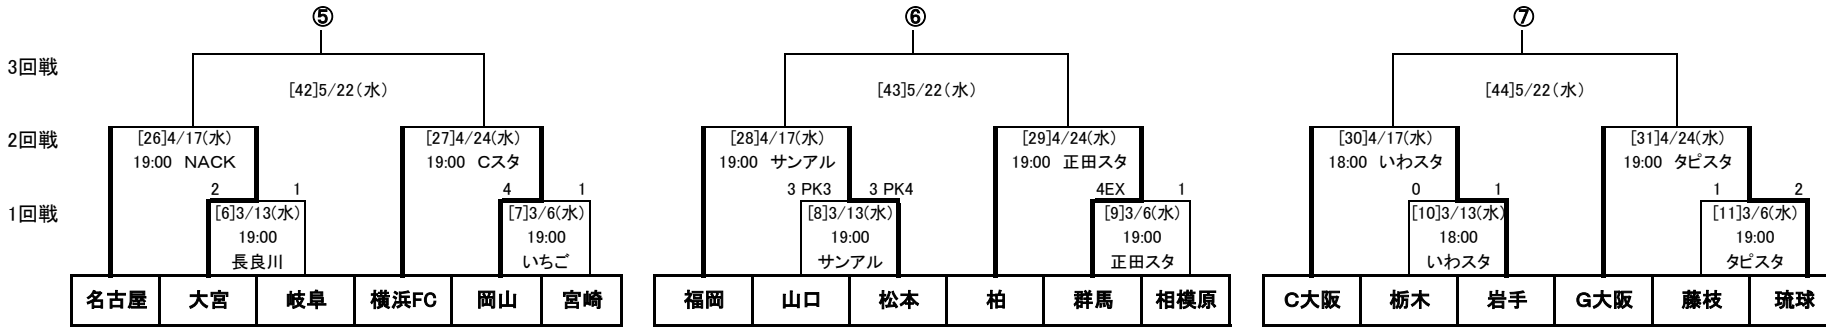 ⑤ ⑥ ⑦
3回戦
[42]5/22(水) [43]5/22(水) [44]5/22(水)
2回戦
[26]4/17(水) [27]4/24(水) [28]4/17(水) [29]4/24(水) [30]4/17(水) [31]4/24(水)
19:00 NACK 19:00 Cスタ 19:00 サンアル 19:00 正田スタ 18:00 いわスタ 19:00 タピスタ
2 1 4 1 3 PK3 3 PK4 4EX 1 0 1 1 2
1回戦
[6]3/13(水) [7]3/6(水) [8]3/13(水) [9]3/6(水) [10]3/13(水) [11]3/6(水)
19:00 19:00 19:00 19:00 18:00 19:00
長良川 いちご サンアル 正田スタ いわスタ タピスタ
名古屋 大宮 岐阜 横浜FC 岡山 宮崎 福岡 山口 松本 柏 群馬 相模原 C大阪 栃木 岩手 G大阪 藤枝 琉球